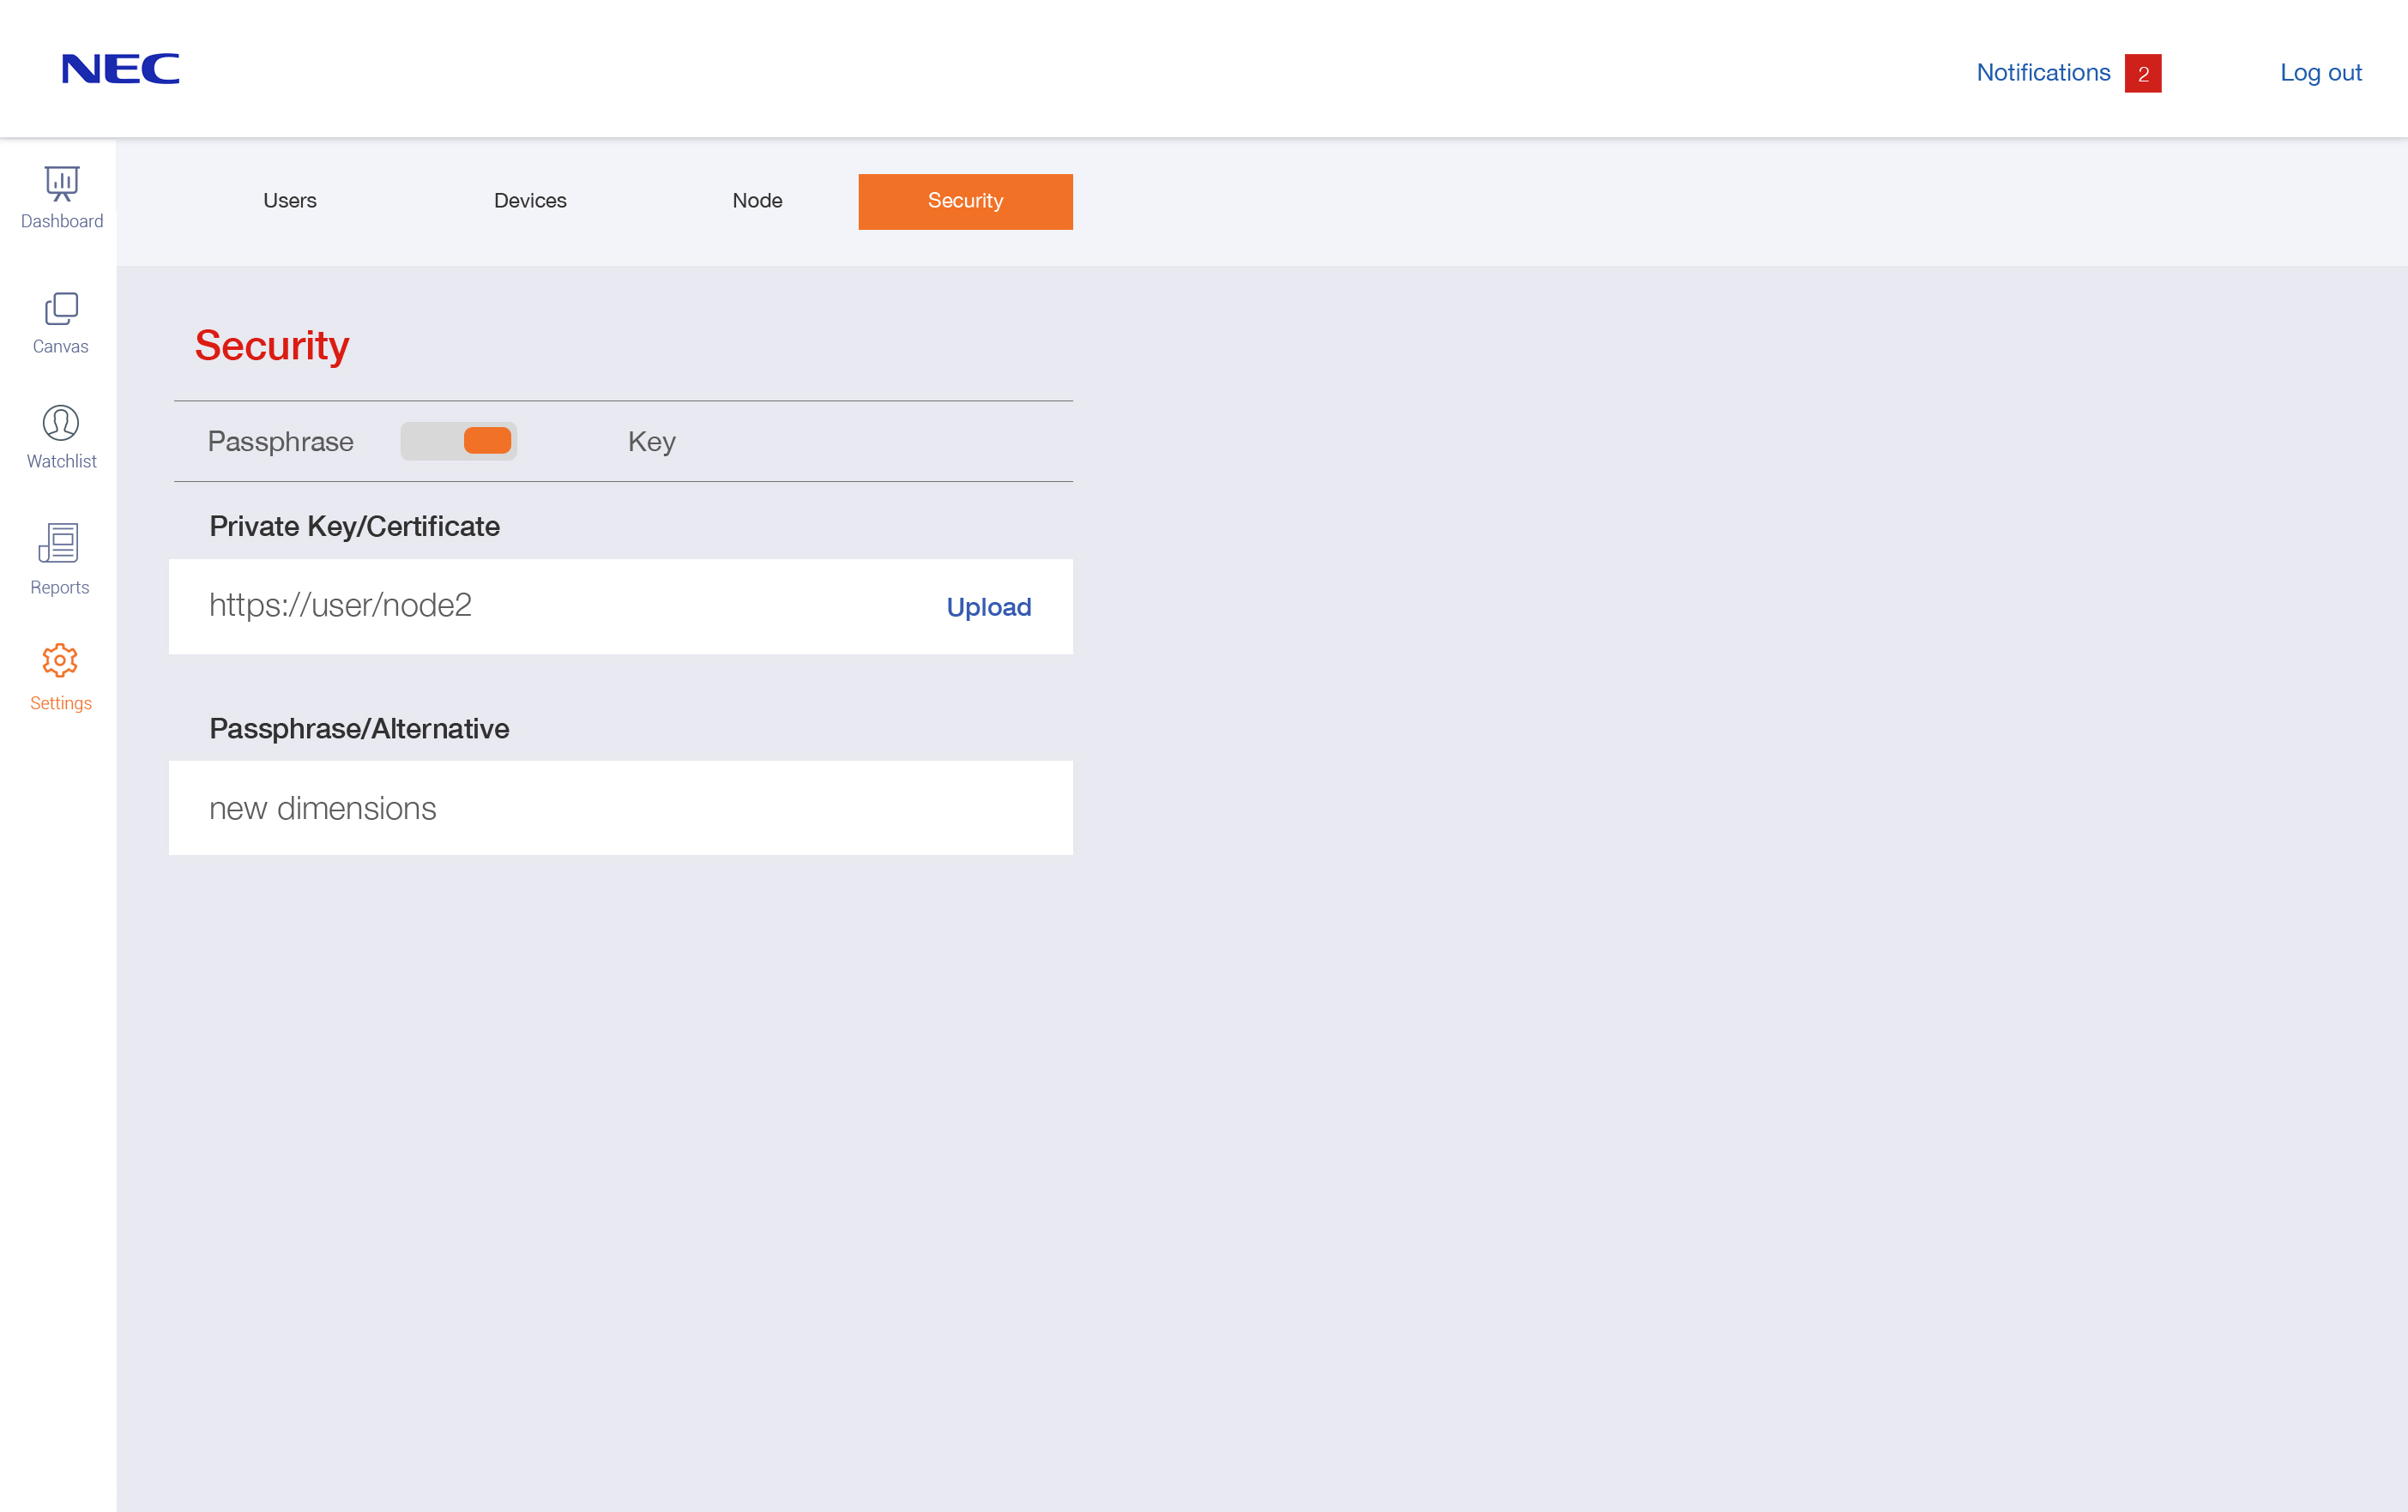 NEC
Notifications 2
Log out
Dashboard
Canvas
Watchlist
Reports
Settings
Users
Devices
Node
Security
Security
Passphrase
Key
Private Key/Certificate
https://user/node2
Upload
Passphrase/Alternative
new dimensions